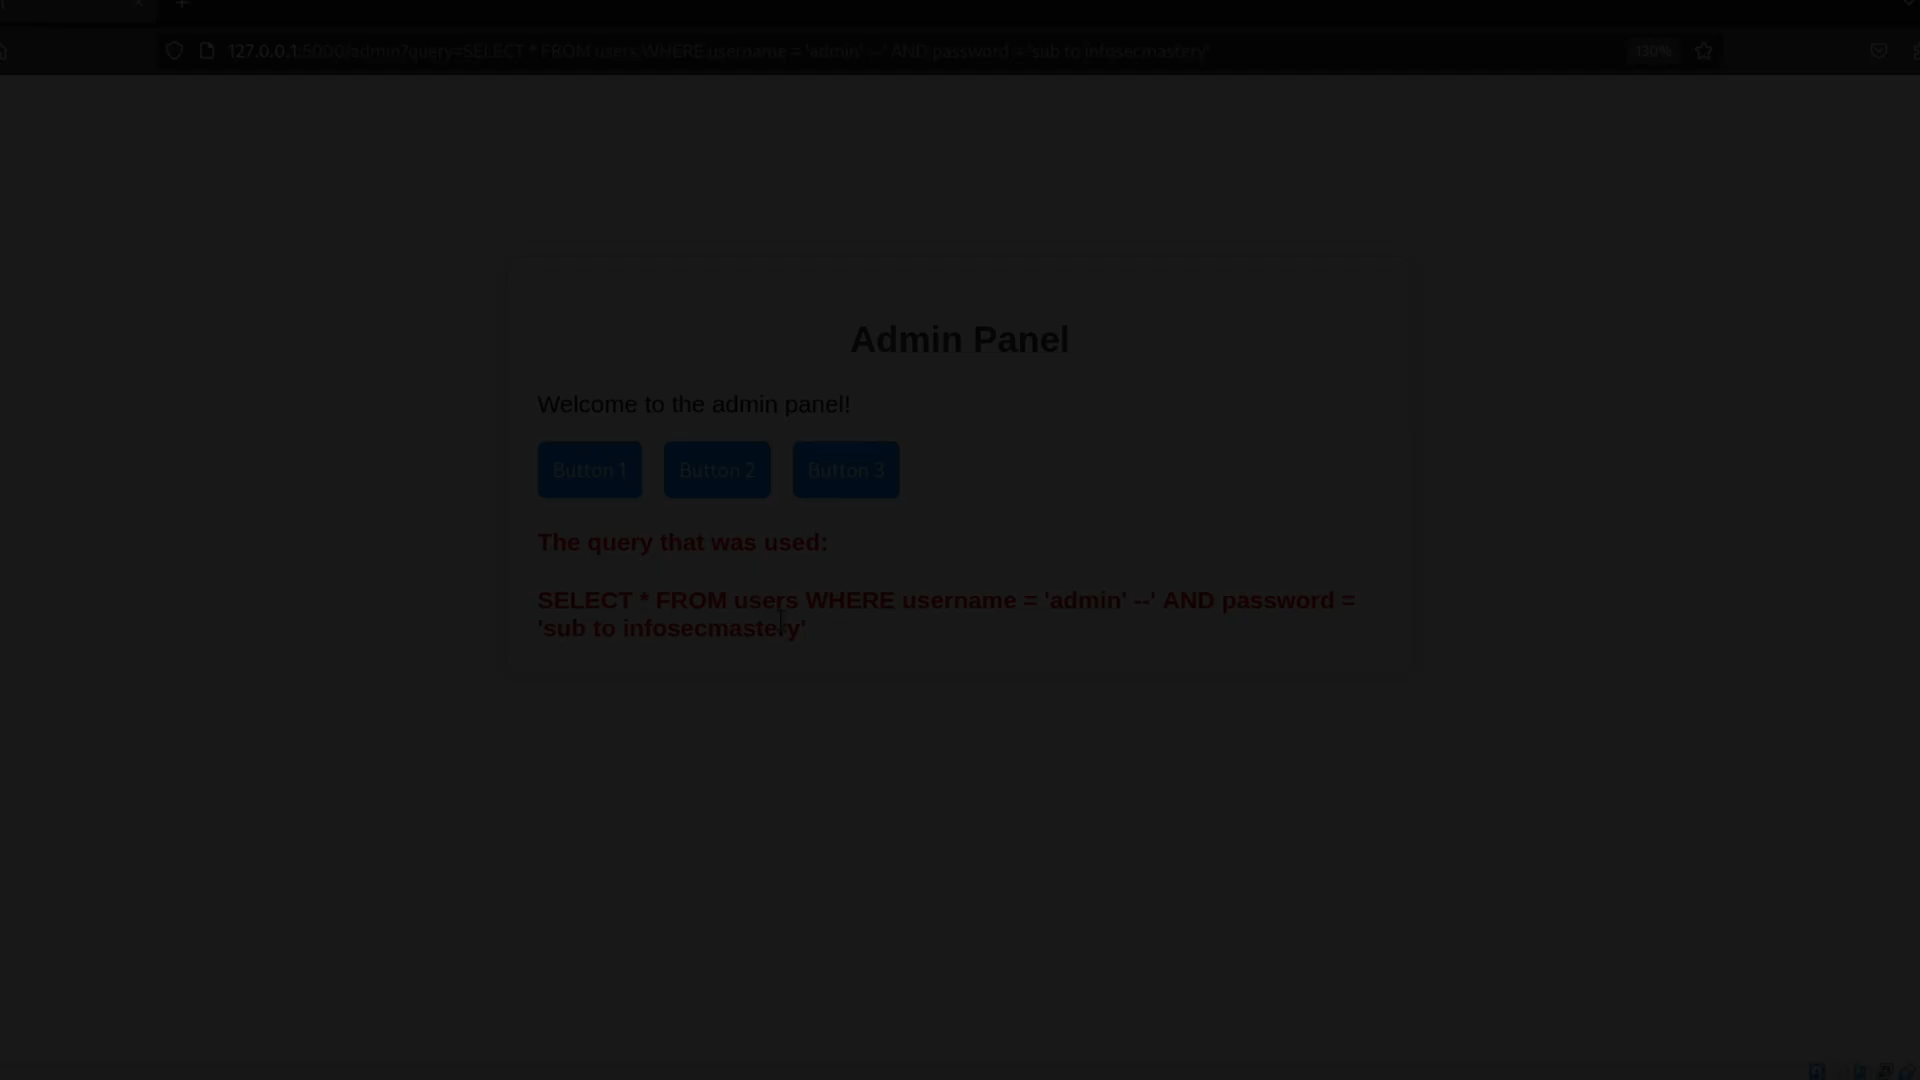 127.0.0.1:5000/admin?query=SELECT * FROM users WHERE username = 'admin' --' AND password = 'sub to infosecmastery'
130%
Admin Panel
Welcome to the admin panel!
Button 1 Button 2 Button 3
The query that was used:
SELECT * FROM users WHERE username = 'admin' --' AND password =
'sub to infosecmastery'